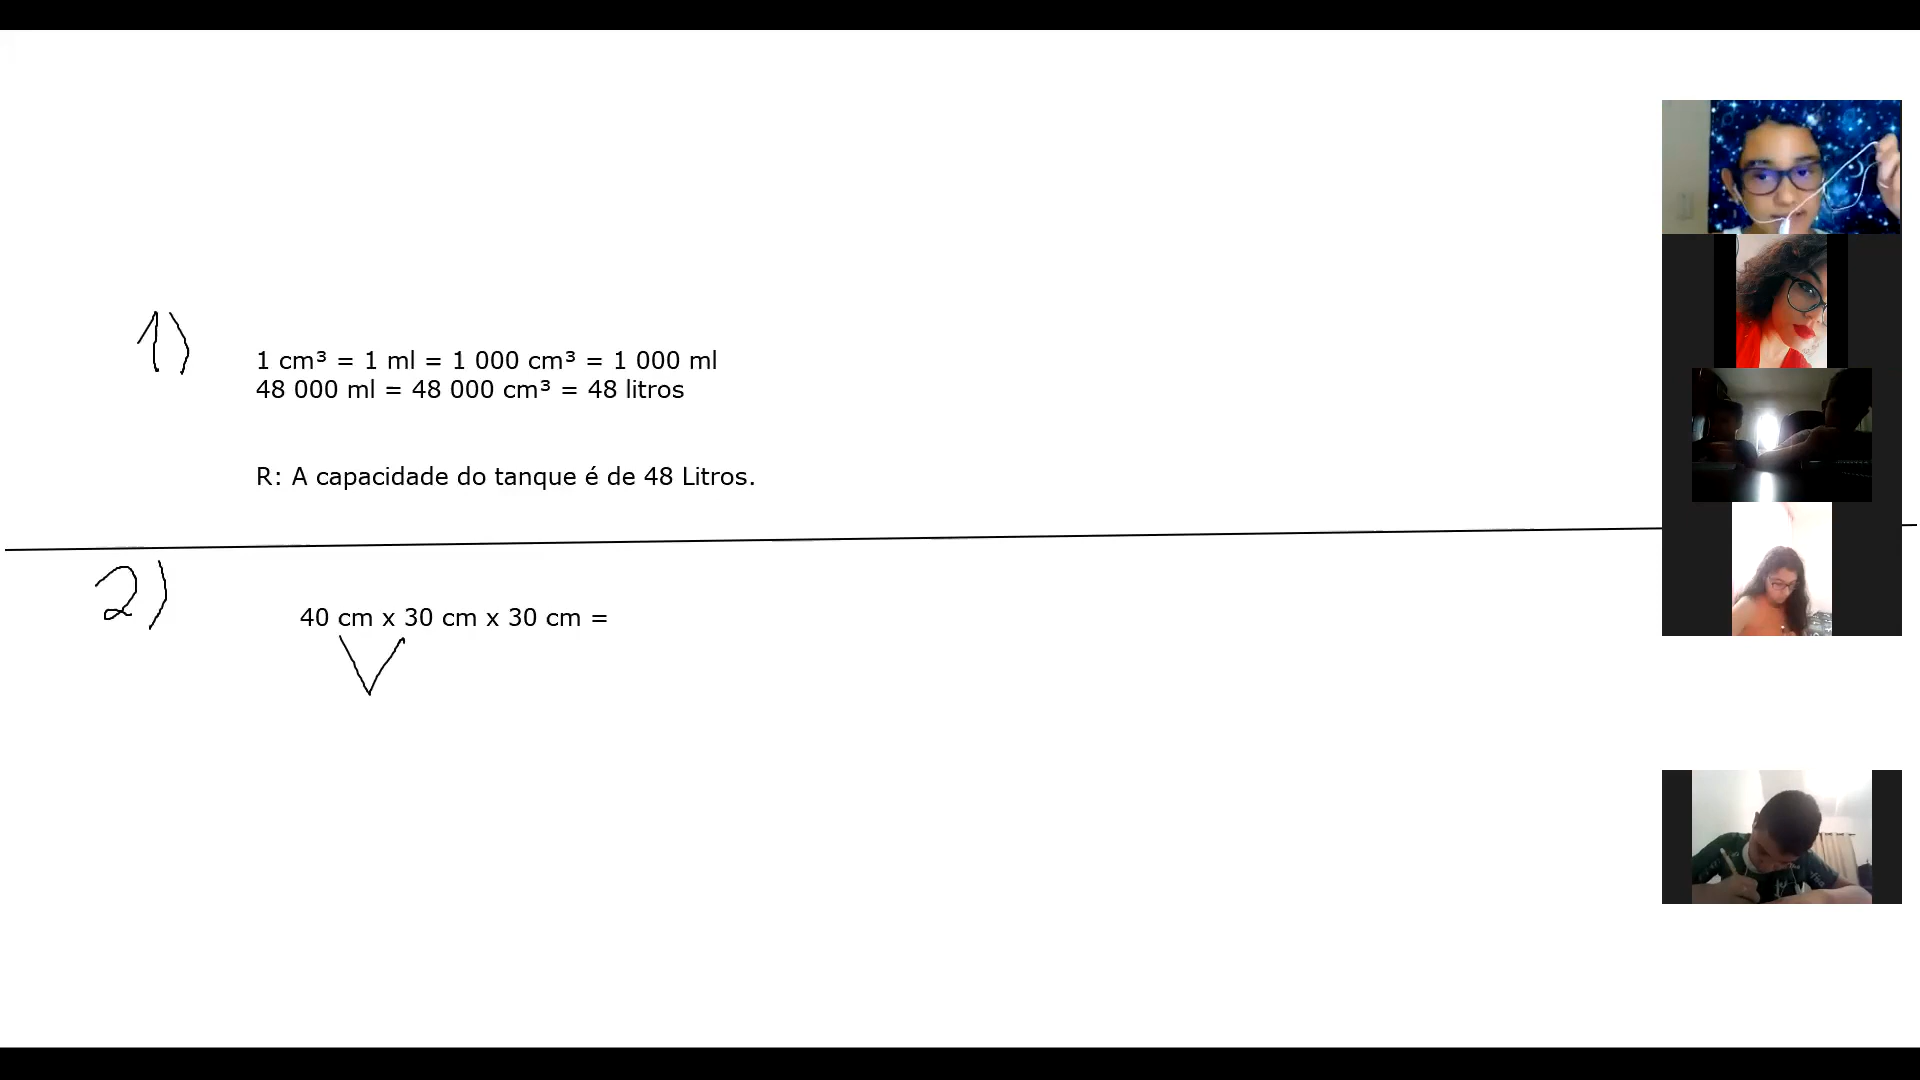 1)
1 cm³ = 1 ml = 1 000 cm³ = 1 000 ml
48 000 ml = 48 000 cm³ = 48 litros
R: A capacidade do tanque é de 48 Litros.
2)
40 cm x 30 cm x 30 cm =